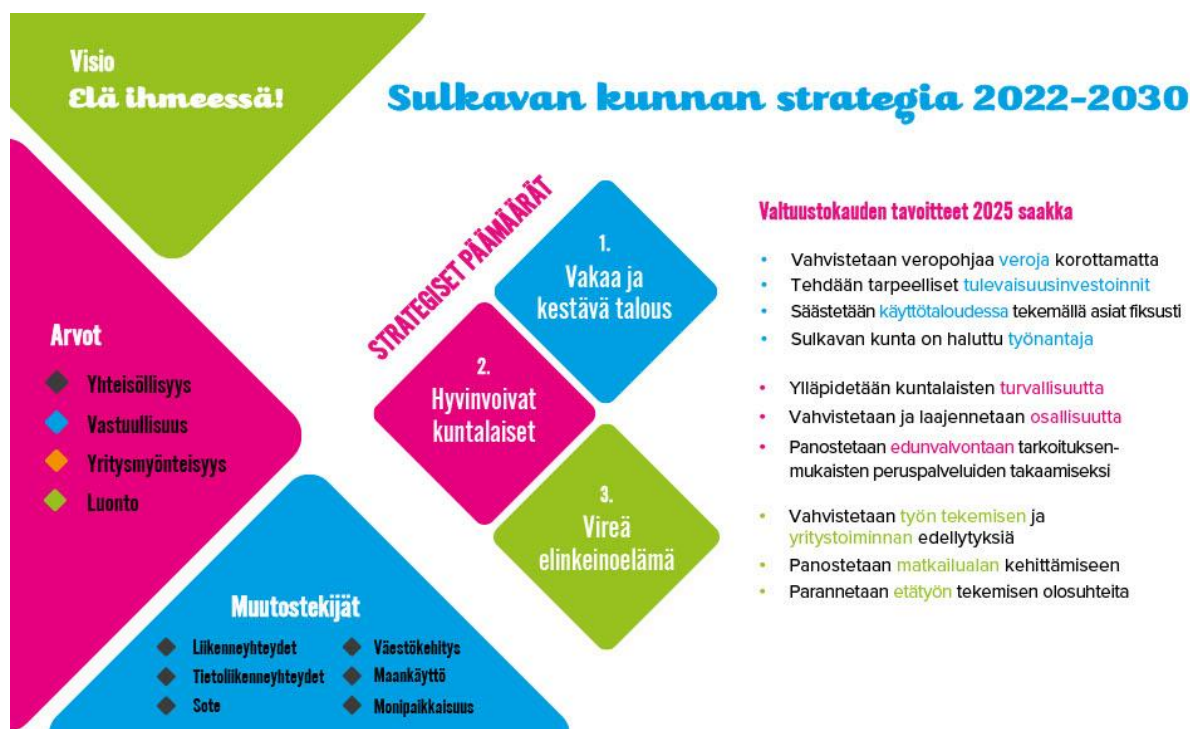 Visio
Elä ihmeessä!
Sulkavan kunnan strategia 2022-2030
Arvot
Yhteisöllisyys
Vastuullisuus
Yritysmyönteisyys
Luonto
Muutostekijät
Liikenneyhteydet
Tietoliikenneyhteydet
Sote
Väestökehitys
Maankäyttö
Monipaikkaisuus
STRATEGISET PÄÄMÄÄRÄT
1.
Vakaa ja
kestävä talous
2.
Hyvinvoivat
kuntalaiset
3.
Vireä
elinkeinoelämä
Valtuustokauden tavoitteet 2025 saakka
• Vahvistetaan veropohjaa veroja korottamatta
• Tehdään tarpeelliset tulevaisuusinvestoinnit
• Säästetään käyttötaloudessa tekemällä asiat fiksusti
• Sulkavan kunta on haluttu työnantaja
• Ylläpidetään kuntalaisten turvallisuutta
• Vahvistetaan ja laajennetaan osallisuutta
• Panostetaan edunvalvontaan tarkoituksen-
mukaisten peruspalveluiden takaamiseksi
• Vahvistetaan työn tekemisen ja
yritystoiminnan edellytyksiä
• Panostetaan matkailualan kehittämiseen
• Parannetaan etätyön tekemisen olosuhteita